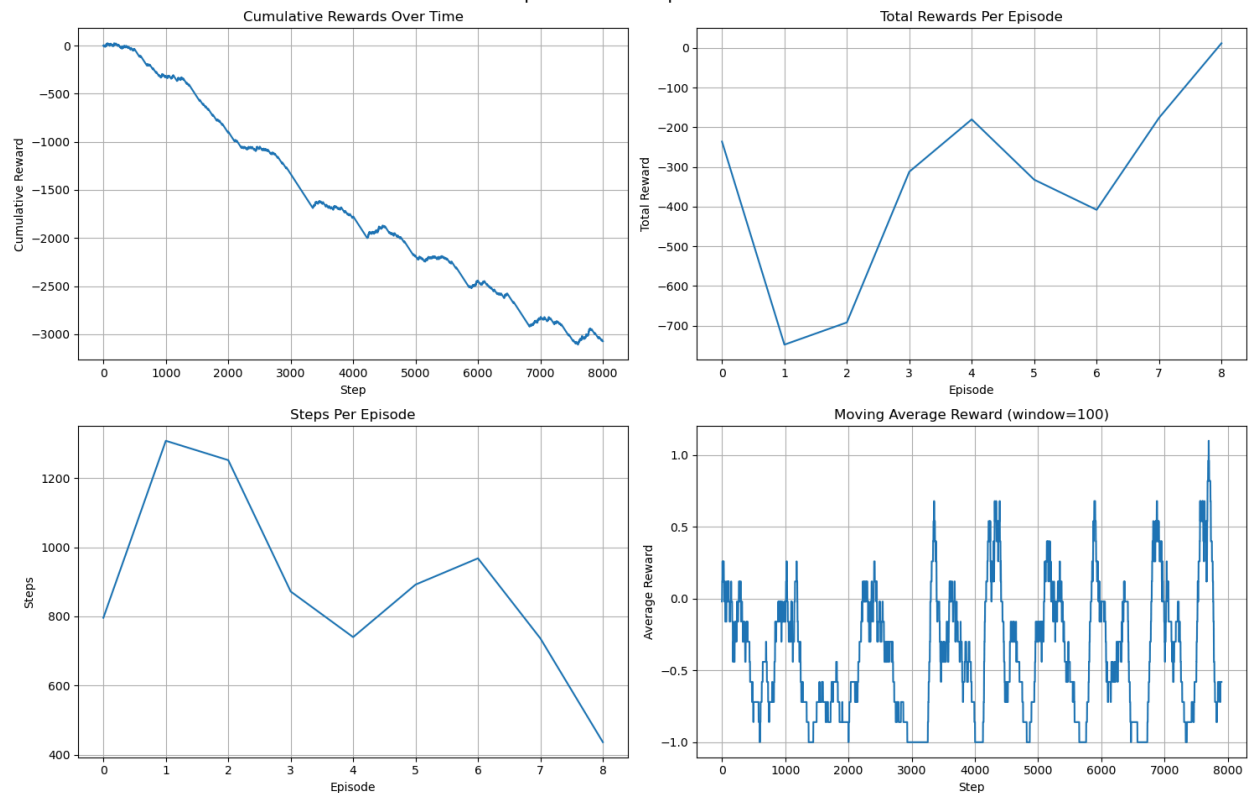 Cumulative Rewards Over Time
0
−500
−1000
−1500
−2000
−2500
−3000
Cumulative Reward
0 1000 2000 3000 4000 5000 6000 7000 8000
Step
Total Rewards Per Episode
0
−100
−200
−300
−400
−500
−600
−700
Total Reward
0 1 2 3 4 5 6 7 8
Episode
Steps Per Episode
1200
1000
800
600
400
Steps
0 1 2 3 4 5 6 7 8
Episode
Moving Average Reward (window=100)
1.0
0.5
0.0
−0.5
−1.0
Average Reward
0 1000 2000 3000 4000 5000 6000 7000 8000
Step